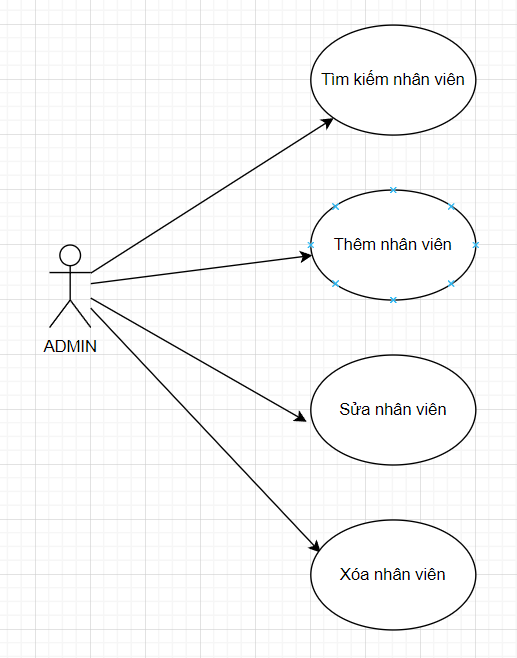 Tìm kiếm nhân viên
Thêm nhân viên
ADMIN
Sửa nhân viên
Xóa nhân viên